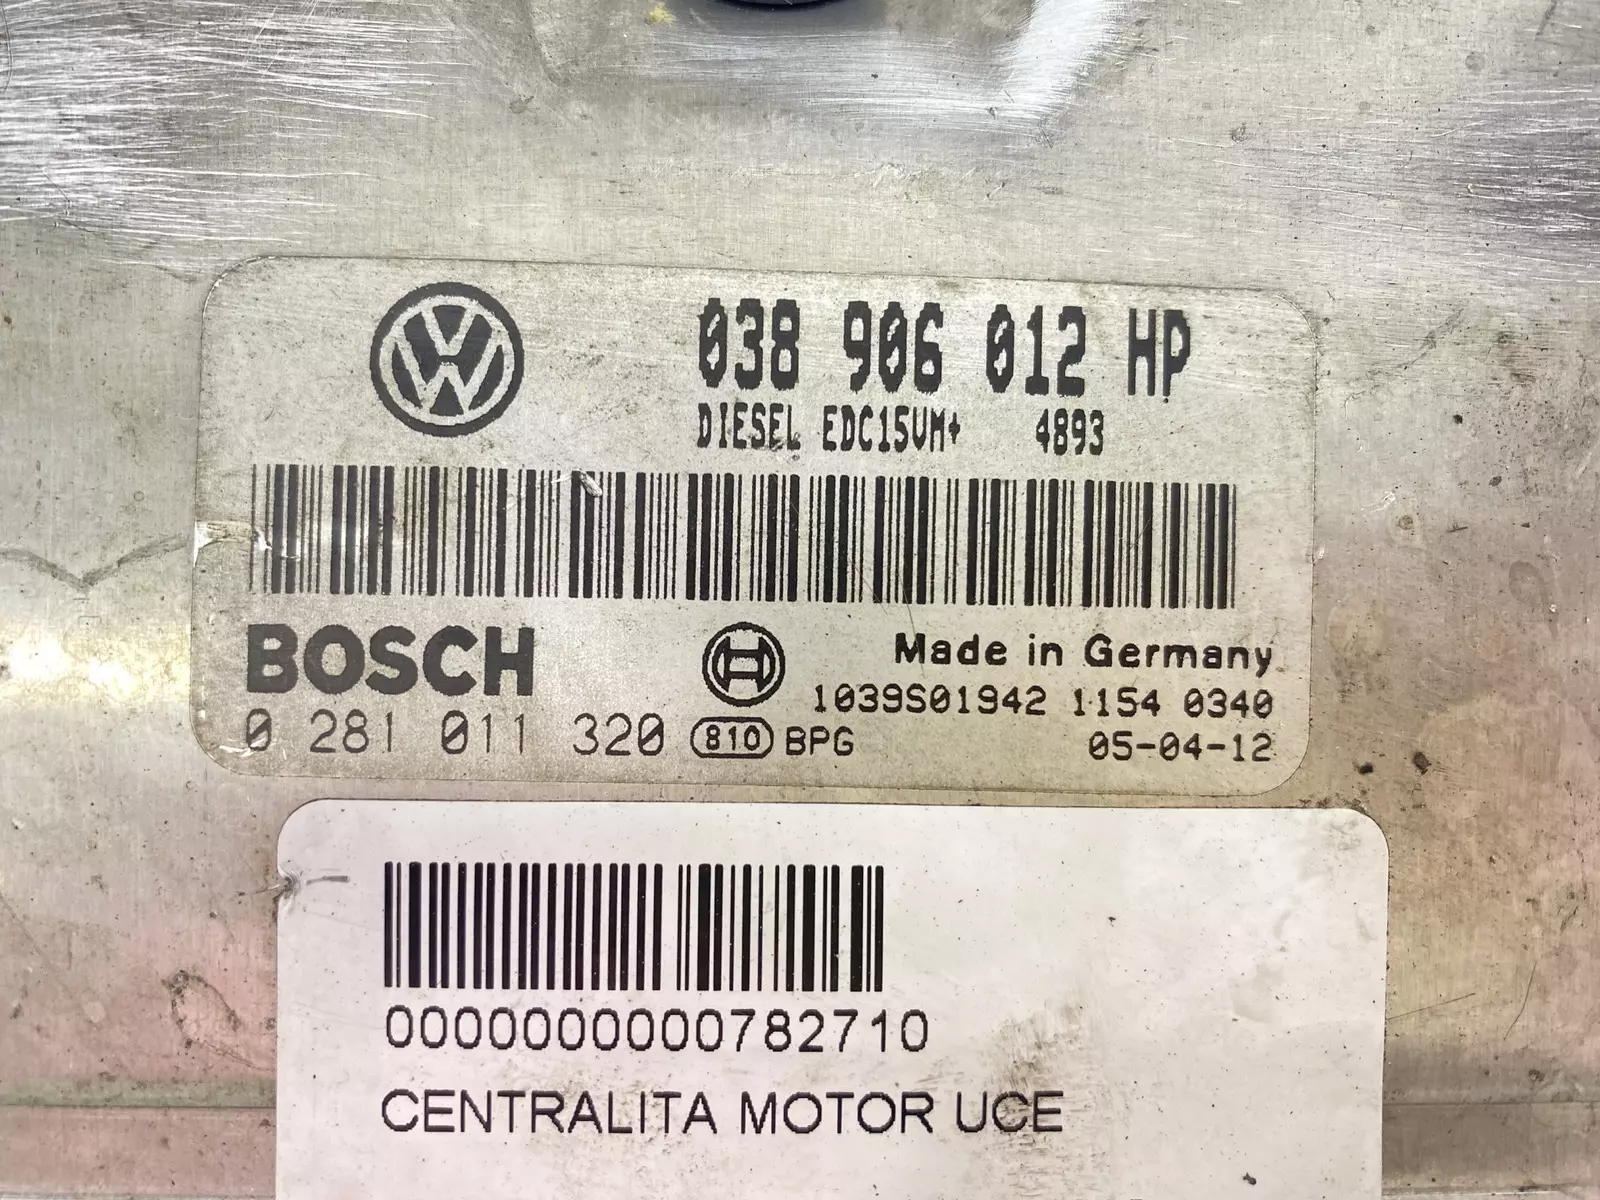 038 906 012 HP
DIESEL EDC15VM+ 4893
BOSCH
Made in Germany
1039S01942 1154 0340
0 281 011 320 810 BPG 05-04-12
0000000000782710
CENTRALITA MOTOR UCE